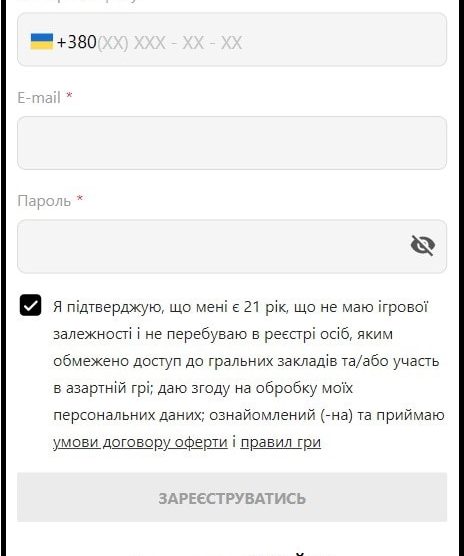 +380(XX) XXX - XX - XX
E-mail *
Пароль *
Я підтверджую, що мені є 21 рік, що не маю ігрової
залежності і не перебуваю в реєстрі осіб, яким
обмежено доступ до гральних закладів та/або участь
в азартній грі; даю згоду на обробку моїх
персональних даних; ознайомлений (-на) та приймаю
умови договору оферти і правил гри
ЗАРЕЄСТРУВАТИСЬ